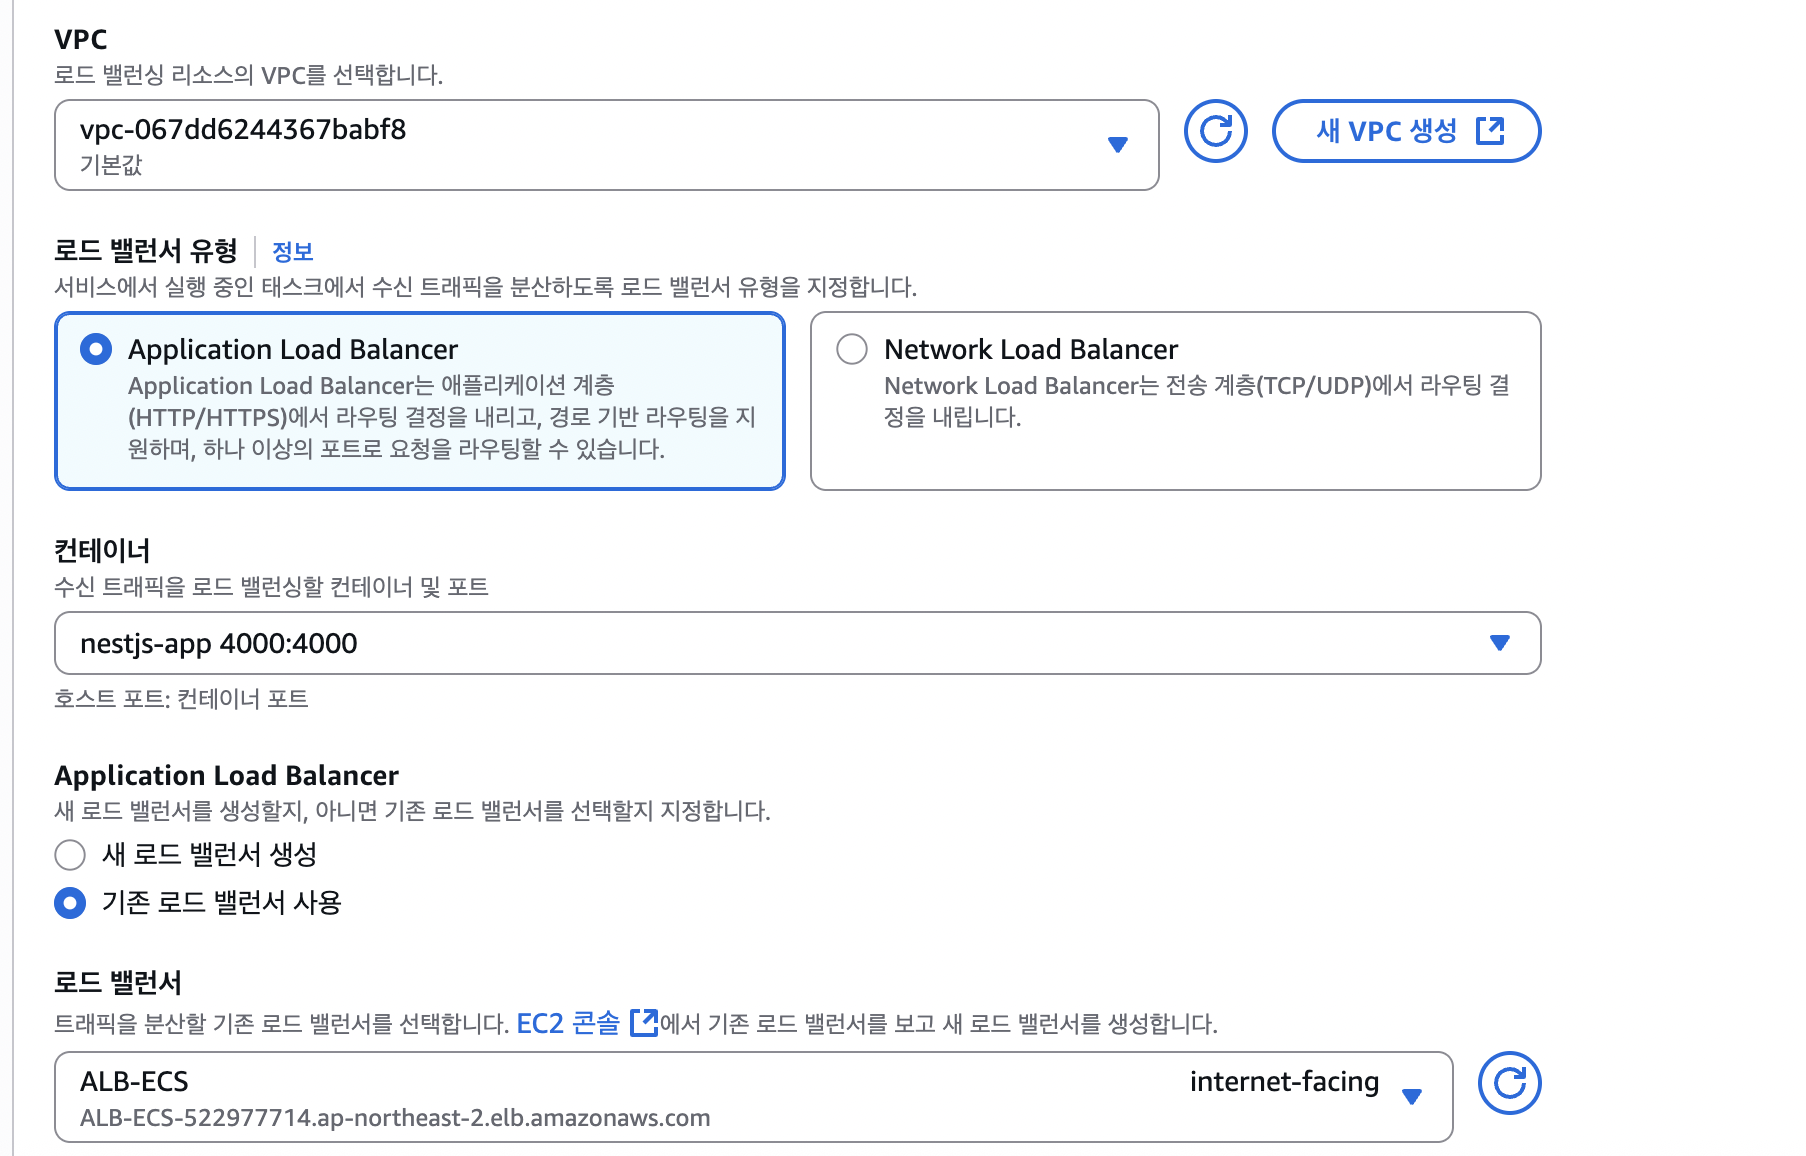 VPC
로드 밸런싱 리소스의 VPC를 선택합니다.
vpc-067dd6244367babf8
기본값
새 VPC 생성
로드 밸런서 유형
정보
서비스에서 실행 중인 태스크에서 수신 트래픽을 분산하도록 로드 밸런서 유형을 지정합니다.
Application Load Balancer
Application Load Balancer는 애플리케이션 계층
(HTTP/HTTPS)에서 라우팅 결정을 내리고, 경로 기반 라우팅을 지
원하며, 하나 이상의 포트로 요청을 라우팅할 수 있습니다.
Network Load Balancer
Network Load Balancer는 전송 계층(TCP/UDP)에서 라우팅 결
정을 내립니다.
컨테이너
수신 트래픽을 로드 밸런싱할 컨테이너 및 포트
nestjs-app 4000:4000
호스트 포트: 컨테이너 포트
Application Load Balancer
새 로드 밸런서를 생성할지, 아니면 기존 로드 밸런서를 선택할지 지정합니다.
새 로드 밸런서 생성
기존 로드 밸런서 사용
로드 밸런서
트래픽을 분산할 기존 로드 밸런서를 선택합니다. EC2 콘솔에서 기존 로드 밸런서를 보고 새 로드 밸런서를 생성합니다.
ALB-ECS
internet-facing
ALB-ECS-522977714.ap-northeast-2.elb.amazonaws.com